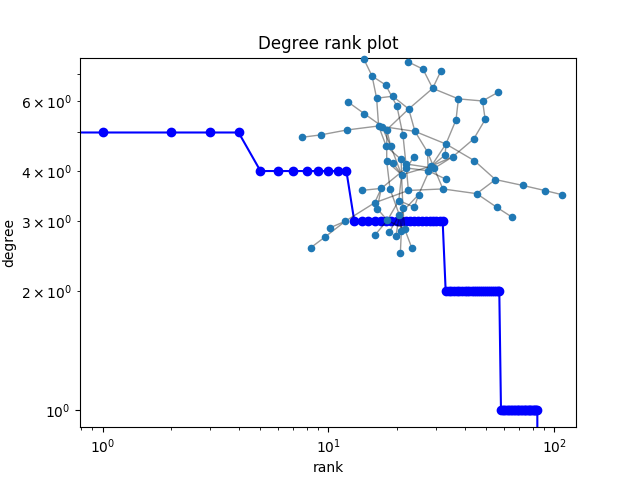 Degree rank plot
6 × 10⁰
4 × 10⁰
3 × 10⁰
2 × 10⁰
10⁰
degree
10⁰ 10¹ 10²
rank